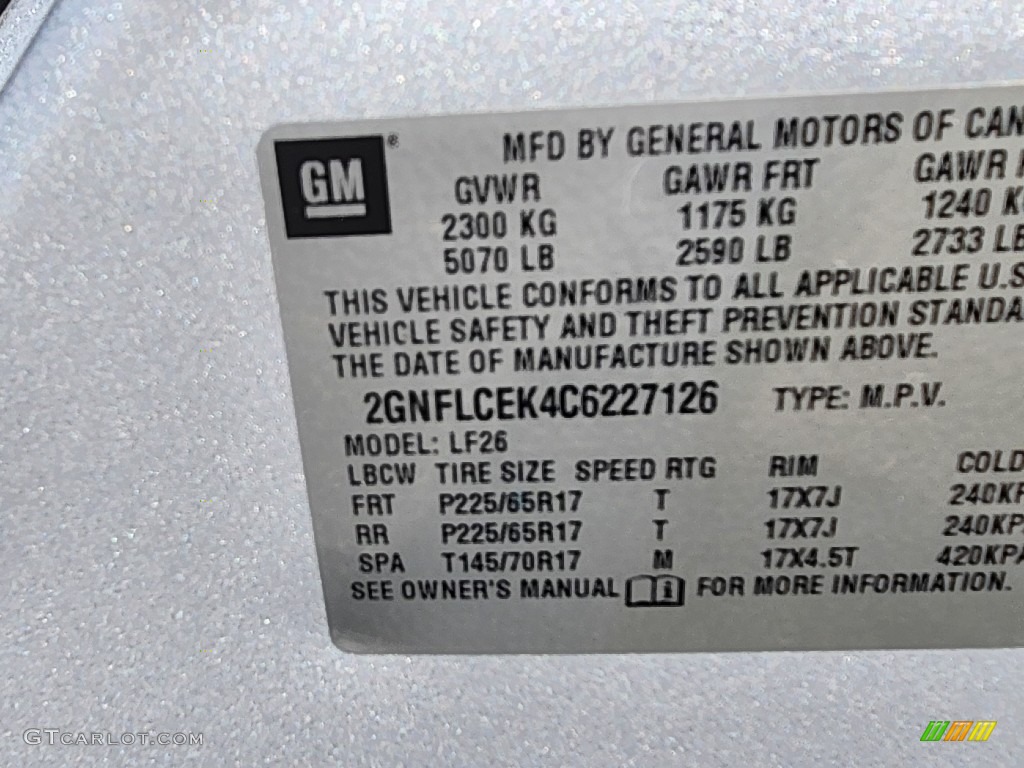 GM ®
MFD BY GENERAL MOTORS OF CAN
GVWR GAWR FRT GAWR
2300 KG 1175 KG 1240 K
5070 LB 2590 LB 2733 LB
THIS VEHICLE CONFORMS TO ALL APPLICABLE U.S
VEHICLE SAFETY AND THEFT PREVENTION STANDA
THE DATE OF MANUFACTURE SHOWN ABOVE.
2GNFLCEK4C6227126 TYPE: M.P.V.
MODEL: LF26
LBCW TIRE SIZE SPEED RTG RIM COLD
FRT P225/65R17 T 17X7J 240KP
RR P225/65R17 T 17X7J 240KP
SPA T145/70R17 M 17X4.5T 420KPA
SEE OWNER'S MANUAL FOR MORE INFORMATION.
GTCARLOT.COM